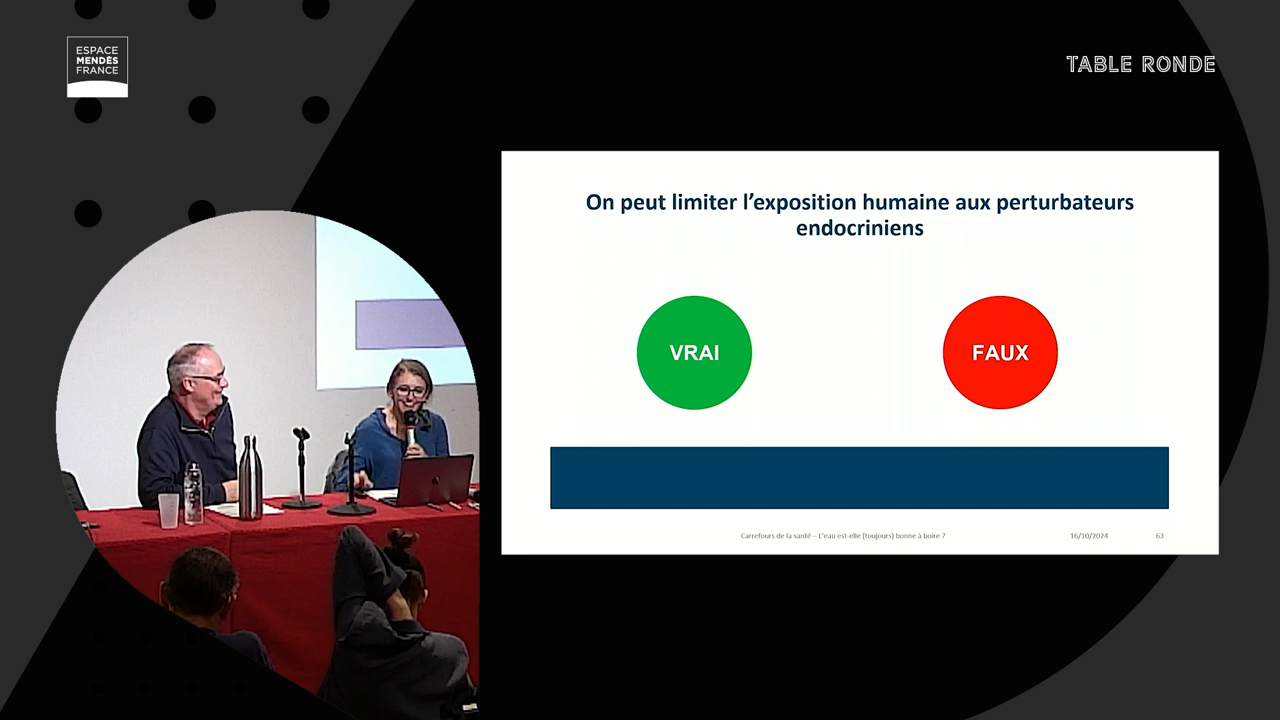 ESPACE
MENDÈS
FRANCE
TABLE RONDE
On peut limiter l’exposition humaine aux perturbateurs
endocriniens
VRAI
FAUX
Carrefours de la santé – L’eau est-elle (toujours) bonne à boire ?
16/10/2024
63